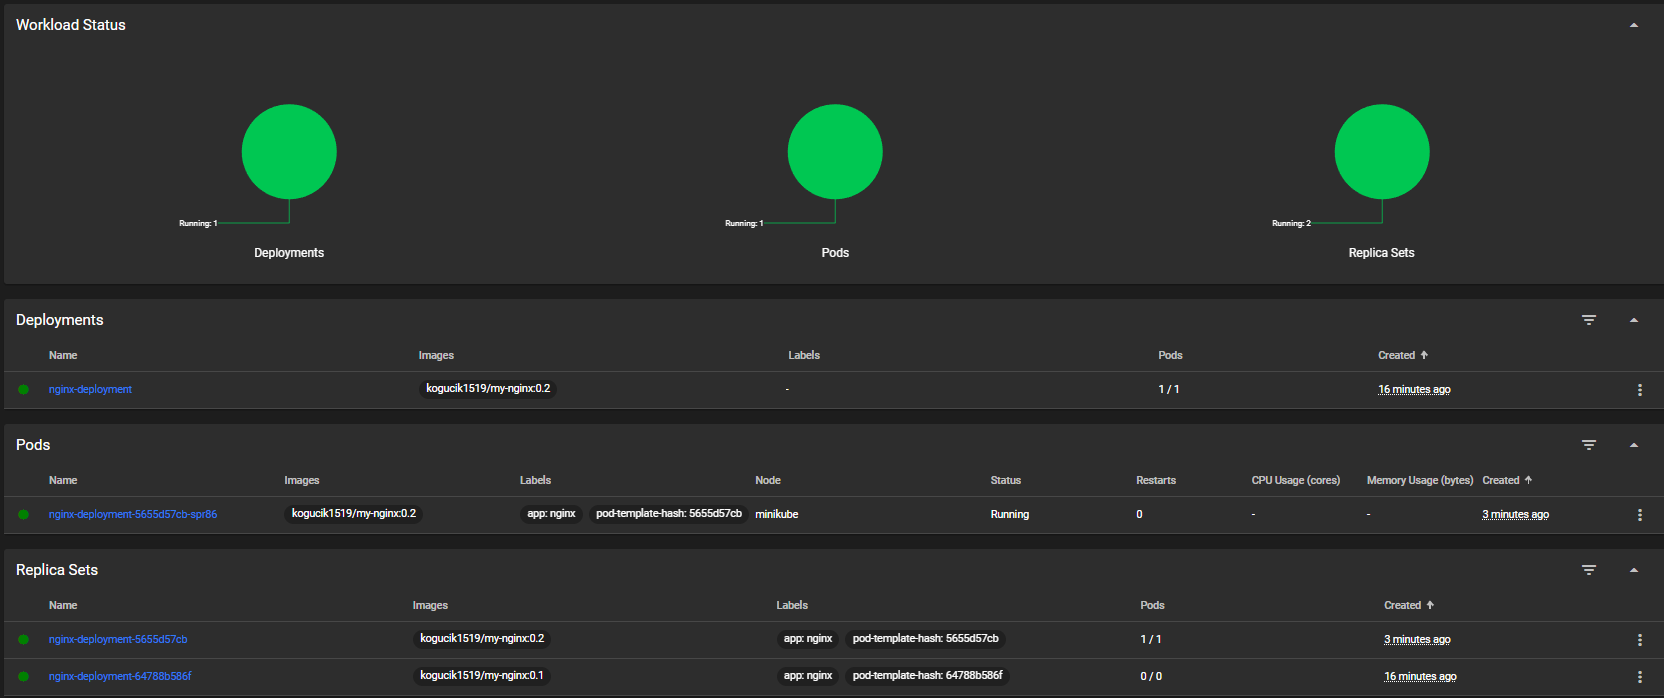 Workload Status
Running: 1
Running: 1
Running: 2
Deployments
Pods
Replica Sets
Deployments
Name Images Labels Pods Created
nginx-deployment kogucik1519/my-nginx:0.2 - 1 / 1 16 minutes ago
Pods
Name Images Labels Node Status Restarts CPU Usage (cores) Memory Usage (bytes) Created
nginx-deployment-5655d57cb-spr86 kogucik1519/my-nginx:0.2 app: nginx pod-template-hash: 5655d57cb minikube Running 0 - - 3 minutes ago
Replica Sets
Name Images Labels Pods Created
nginx-deployment-5655d57cb kogucik1519/my-nginx:0.2 app: nginx pod-template-hash: 5655d57cb 1 / 1 3 minutes ago
nginx-deployment-64788b586f kogucik1519/my-nginx:0.1 app: nginx pod-template-hash: 64788b586f 0 / 0 16 minutes ago